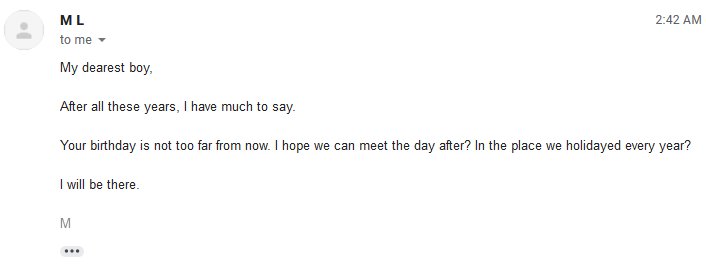 M L
2:42 AM
to me
My dearest boy,
After all these years, I have much to say.
Your birthday is not too far from now. I hope we can meet the day after? In the place we holidayed every year?
I will be there.
M